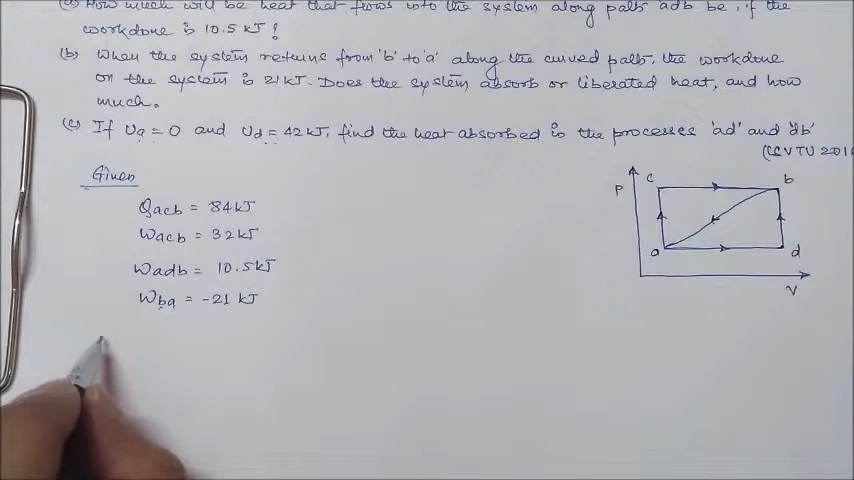 (a) How much will be heat that flows into the system along path adb be, if the
workdone is 10.5 kJ?
(b) When the system returns from 'b' to 'a' along the curved path, the workdone
on the system is 21 kJ. Does the system absorb or liberated heat, and how
much.
(c) If Ua = 0 and Ud = 42 kJ, find the heat absorbed in the processes 'ad' and 'db'
(CSVTU 201
Given
Qacb = 84 kJ
Wacb = 32 kJ
Wadb = 10.5 kJ
Wba = -21 kJ
P
c
b
a
d
V